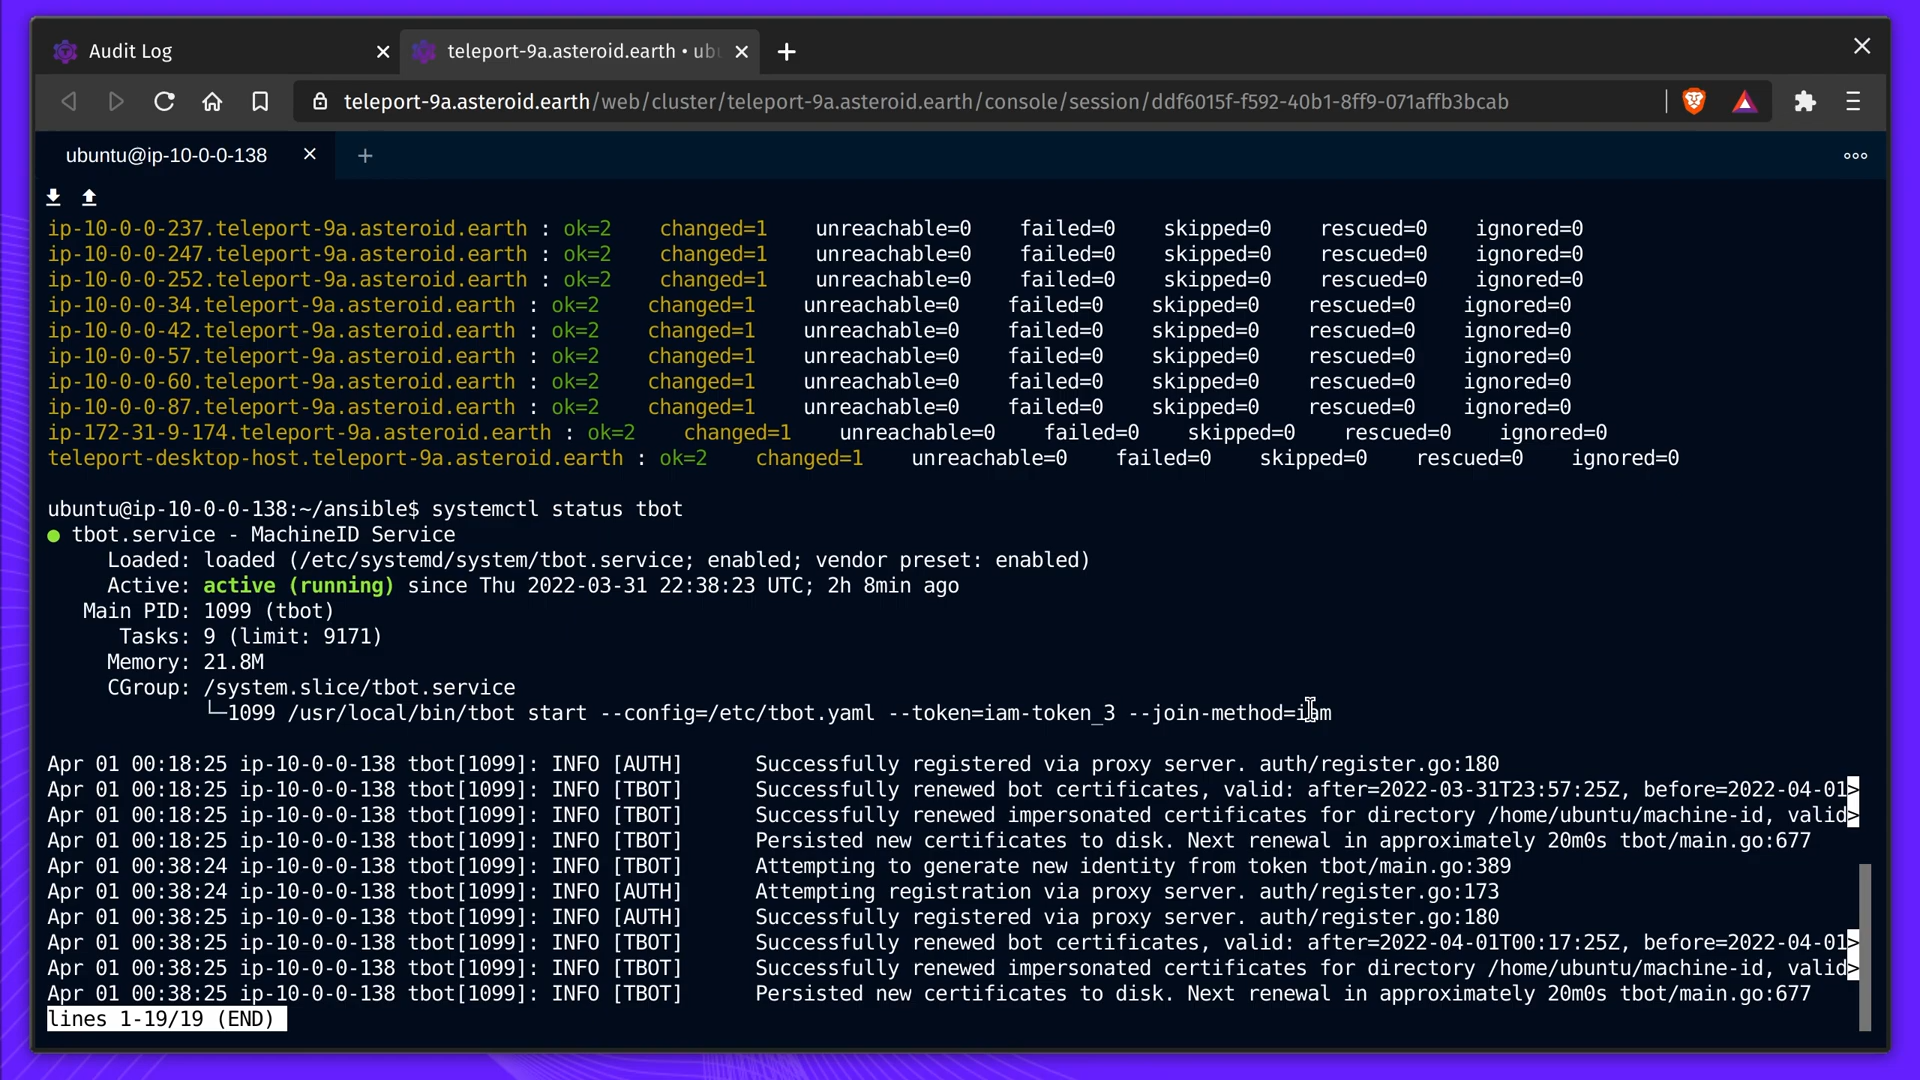 Audit Log
teleport-9a.asteroid.earth • ub
teleport-9a.asteroid.earth/web/cluster/teleport-9a.asteroid.earth/console/session/ddf6015f-f592-40b1-8ff9-071affb3bcab
ubuntu@ip-10-0-0-138
ip-10-0-0-237.teleport-9a.asteroid.earth : ok=2 changed=1 unreachable=0 failed=0 skipped=0 rescued=0 ignored=0
ip-10-0-0-247.teleport-9a.asteroid.earth : ok=2 changed=1 unreachable=0 failed=0 skipped=0 rescued=0 ignored=0
ip-10-0-0-252.teleport-9a.asteroid.earth : ok=2 changed=1 unreachable=0 failed=0 skipped=0 rescued=0 ignored=0
ip-10-0-0-34.teleport-9a.asteroid.earth : ok=2 changed=1 unreachable=0 failed=0 skipped=0 rescued=0 ignored=0
ip-10-0-0-42.teleport-9a.asteroid.earth : ok=2 changed=1 unreachable=0 failed=0 skipped=0 rescued=0 ignored=0
ip-10-0-0-57.teleport-9a.asteroid.earth : ok=2 changed=1 unreachable=0 failed=0 skipped=0 rescued=0 ignored=0
ip-10-0-0-60.teleport-9a.asteroid.earth : ok=2 changed=1 unreachable=0 failed=0 skipped=0 rescued=0 ignored=0
ip-10-0-0-87.teleport-9a.asteroid.earth : ok=2 changed=1 unreachable=0 failed=0 skipped=0 rescued=0 ignored=0
ip-172-31-9-174.teleport-9a.asteroid.earth : ok=2 changed=1 unreachable=0 failed=0 skipped=0 rescued=0 ignored=0
teleport-desktop-host.teleport-9a.asteroid.earth : ok=2 changed=1 unreachable=0 failed=0 skipped=0 rescued=0 ignored=0
ubuntu@ip-10-0-0-138:~/ansible$ systemctl status tbot
● tbot.service - MachineID Service
Loaded: loaded (/etc/systemd/system/tbot.service; enabled; vendor preset: enabled)
Active: active (running) since Thu 2022-03-31 22:38:23 UTC; 2h 8min ago
Main PID: 1099 (tbot)
Tasks: 9 (limit: 9171)
Memory: 21.8M
CGroup: /system.slice/tbot.service
└─1099 /usr/local/bin/tbot start --config=/etc/tbot.yaml --token=iam-token_3 --join-method=iam
Apr 01 00:18:25 ip-10-0-0-138 tbot[1099]: INFO [AUTH] Successfully registered via proxy server. auth/register.go:180
Apr 01 00:18:25 ip-10-0-0-138 tbot[1099]: INFO [TBOT] Successfully renewed bot certificates, valid: after=2022-03-31T23:57:25Z, before=2022-04-01>
Apr 01 00:18:25 ip-10-0-0-138 tbot[1099]: INFO [TBOT] Successfully renewed impersonated certificates for directory /home/ubuntu/machine-id, valid>
Apr 01 00:18:25 ip-10-0-0-138 tbot[1099]: INFO [TBOT] Persisted new certificates to disk. Next renewal in approximately 20m0s tbot/main.go:677
Apr 01 00:38:24 ip-10-0-0-138 tbot[1099]: INFO [TBOT] Attempting to generate new identity from token tbot/main.go:389
Apr 01 00:38:24 ip-10-0-0-138 tbot[1099]: INFO [AUTH] Attempting registration via proxy server. auth/register.go:173
Apr 01 00:38:25 ip-10-0-0-138 tbot[1099]: INFO [AUTH] Successfully registered via proxy server. auth/register.go:180
Apr 01 00:38:25 ip-10-0-0-138 tbot[1099]: INFO [TBOT] Successfully renewed bot certificates, valid: after=2022-04-01T00:17:25Z, before=2022-04-01>
Apr 01 00:38:25 ip-10-0-0-138 tbot[1099]: INFO [TBOT] Successfully renewed impersonated certificates for directory /home/ubuntu/machine-id, valid>
Apr 01 00:38:25 ip-10-0-0-138 tbot[1099]: INFO [TBOT] Persisted new certificates to disk. Next renewal in approximately 20m0s tbot/main.go:677
lines 1-19/19 (END)